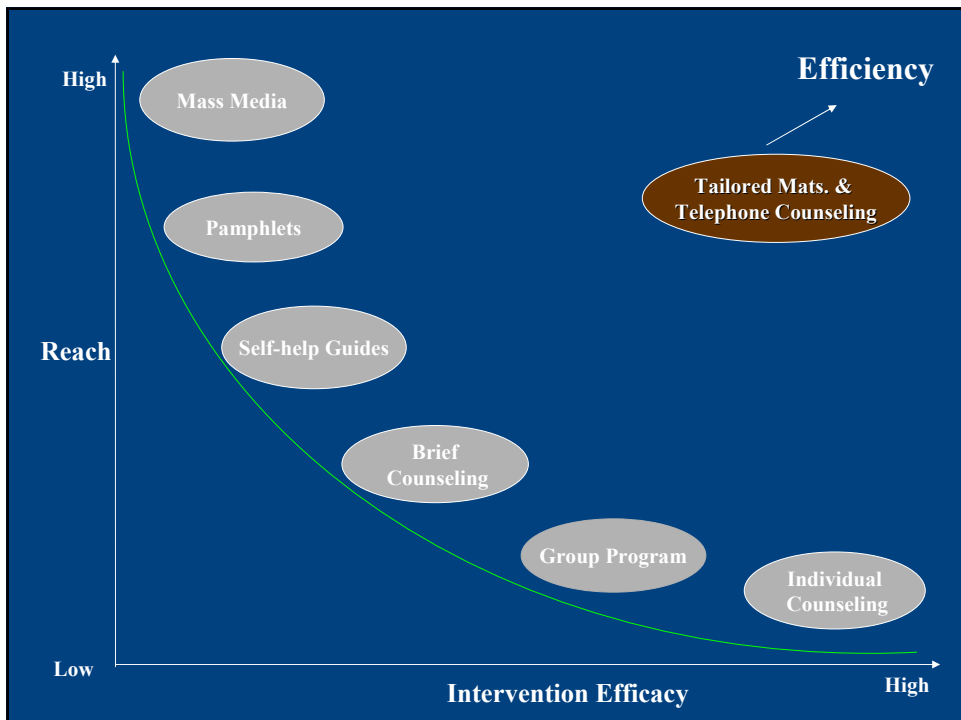 High
Mass Media
Efficiency
Tailored Mats. &
Telephone Counseling
Pamphlets
Reach
Self-help Guides
Brief
Counseling
Group Program
Individual
Counseling
Low
Intervention Efficacy
High